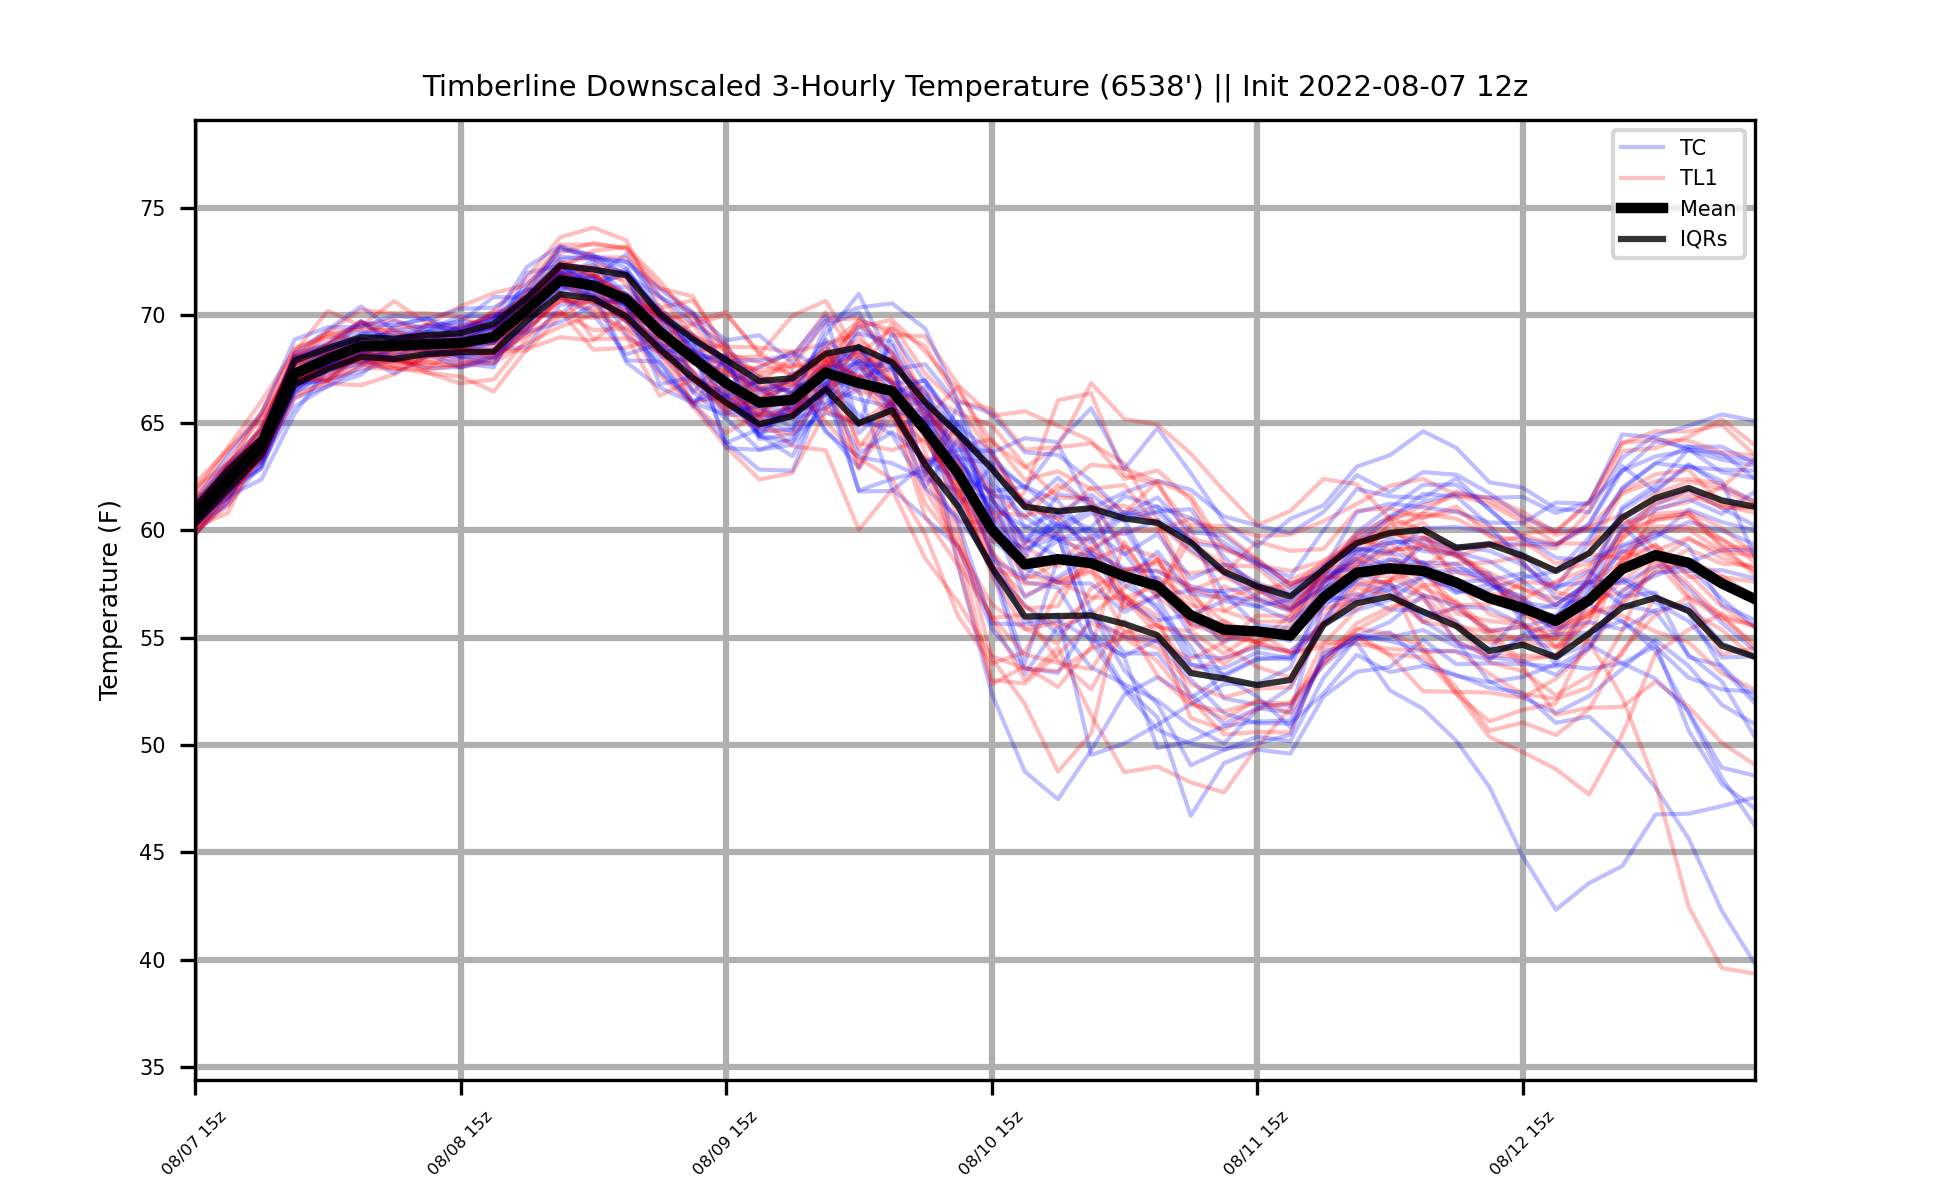 Timberline Downscaled 3-Hourly Temperature (6538') || Init 2022-08-07 12z
TC
TL1
Mean
IQRs
Temperature (F)
75
70
65
60
55
50
45
40
35
08/07 15z
08/08 15z
08/09 15z
08/10 15z
08/11 15z
08/12 15z